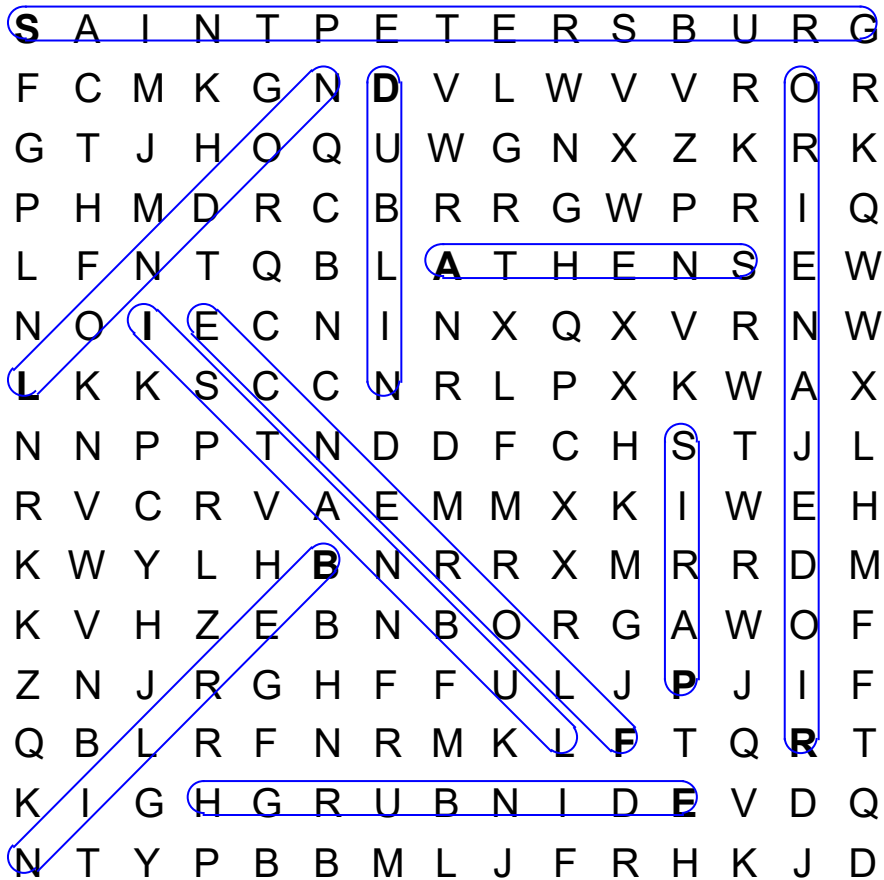 S A I N T P E T E R S B U R G
F C M K G N D V L W V V R O R
G T J H O Q U W G N X Z K R K
P H M D R C B R R G W P R I Q
L F N T Q B L A T H E N S E W
N O I E C N I N X Q X V R N W
L K K S C C N R L P X K W A X
N N P P T N D D F C H S T J L
R V C R V A E M M X K I W E H
K W Y L H B N R R X M R R D M
K V H Z E B N B O R G A W O F
Z N J R G H F F U L J P J I F
Q B L R F N R M K L F T Q R T
K I G H G R U B N I D E V D Q
N T Y P B B M L J F R H K J D